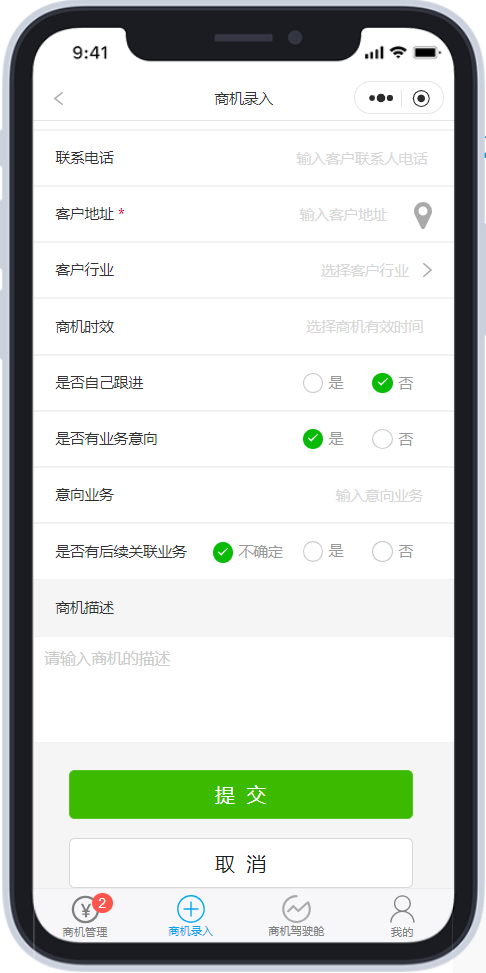 9:41
商机录入
联系电话 输入客户联系人电话
客户地址 * 输入客户地址
客户行业 选择客户行业
商机时效 选择商机有效时间
是否自己跟进 是 否
是否有业务意向 是 否
意向业务 输入意向业务
是否有后续关联业务 不确定 是 否
商机描述
请输入商机的描述
提 交
取 消
2
商机管理 商机录入 商机驾驶舱 我的